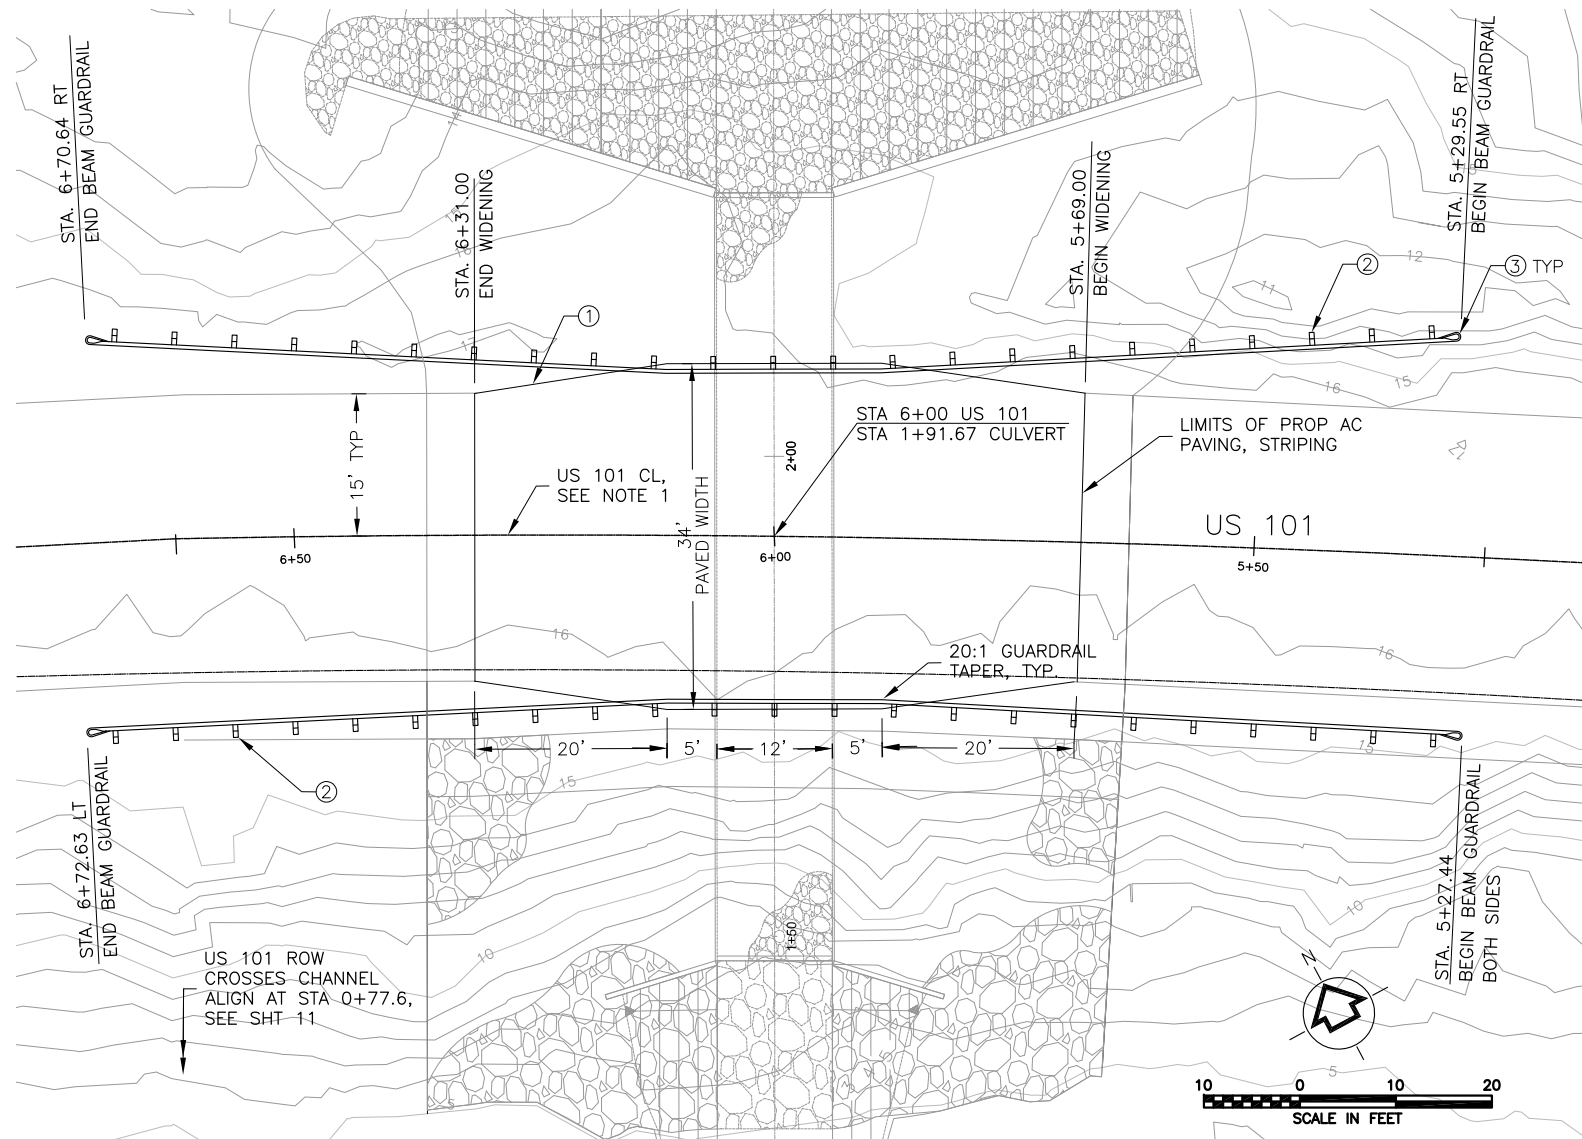 STA. 6+70.64 RT
END BEAM GUARDRAIL
STA. 6+31.00
END WIDENING
STA. 5+69.00
BEGIN WIDENING
STA. 5+29.55 RT
BEGIN BEAM GUARDRAIL
15
16
17
12
11
13
② 
③ TYP
①
16
15
15' TYP
STA 6+00 US 101
STA 1+91.67 CULVERT
2+00
LIMITS OF PROP AC
PAVING, STRIPING
US 101 CL,
SEE NOTE 1
34'
PAVED WIDTH
US 101
6+50
6+00
5+50
16
16
20:1 GUARDRAIL
TAPER, TYP.
20'
5'
12'
5'
20'
15
15
②
STA. 6+72.63 LT
END BEAM GUARDRAIL
STA. 5+27.44
BEGIN BEAM GUARDRAIL
BOTH SIDES
10
10
1+50
US 101 ROW
CROSSES CHANNEL
ALIGN AT STA 0+77.6,
SEE SHT 11
N
5
5
10 0 10 20
SCALE IN FEET